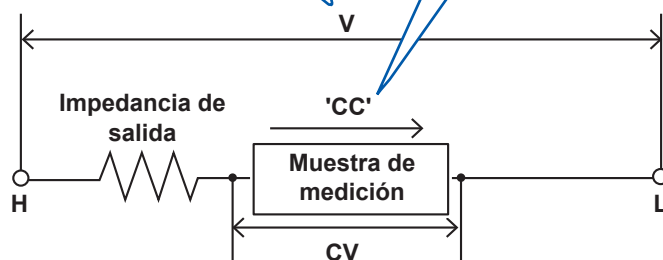 V
Impedancia de
salida
'CC'
Muestra de
medición
H
L
CV